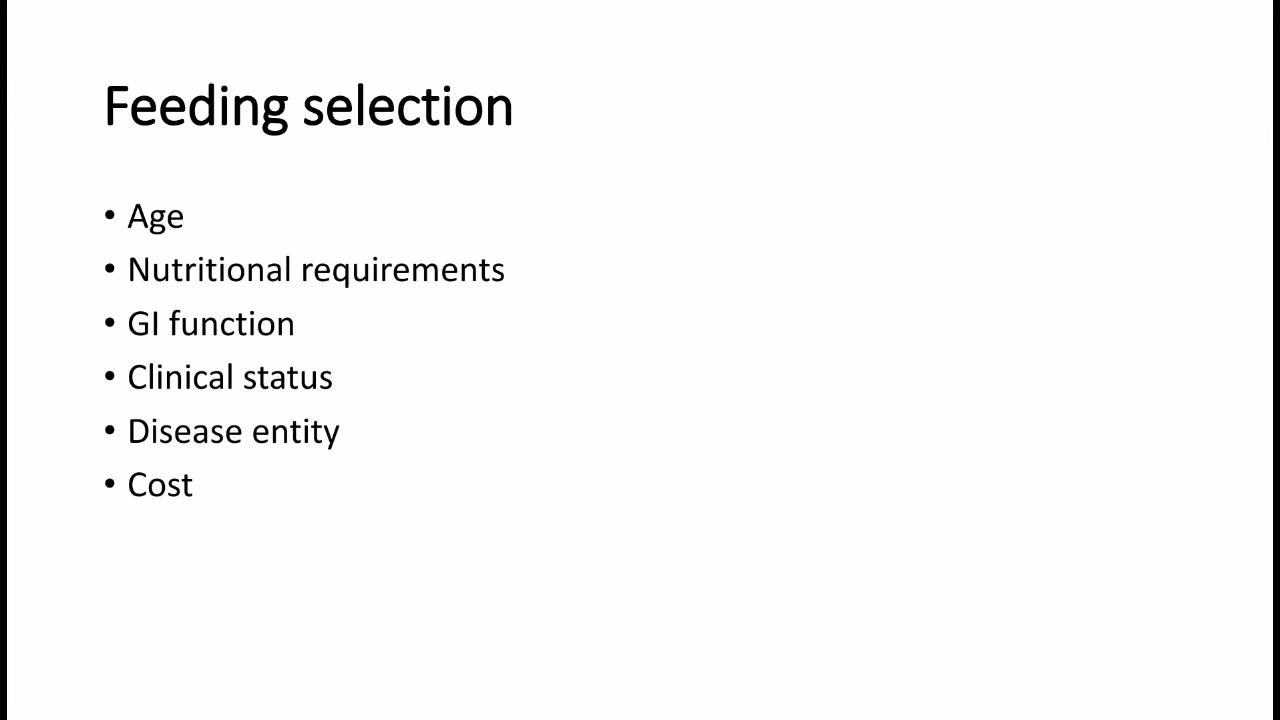 Feeding selection
• Age
• Nutritional requirements
• GI function
• Clinical status
• Disease entity
• Cost